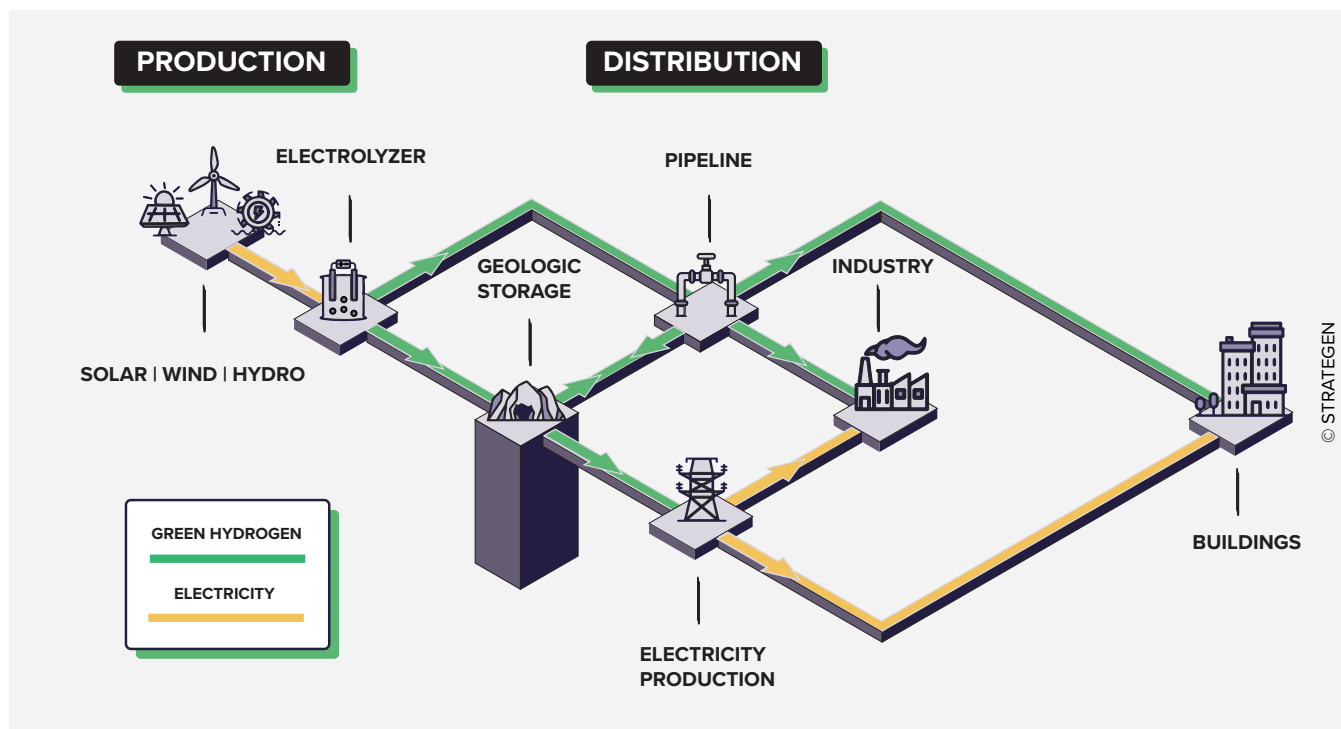 PRODUCTION
DISTRIBUTION
ELECTROLYZER
PIPELINE
GEOLOGIC
STORAGE
INDUSTRY
SOLAR | WIND | HYDRO
© STRATEGEN
GREEN HYDROGEN
ELECTRICITY
BUILDINGS
ELECTRICITY
PRODUCTION